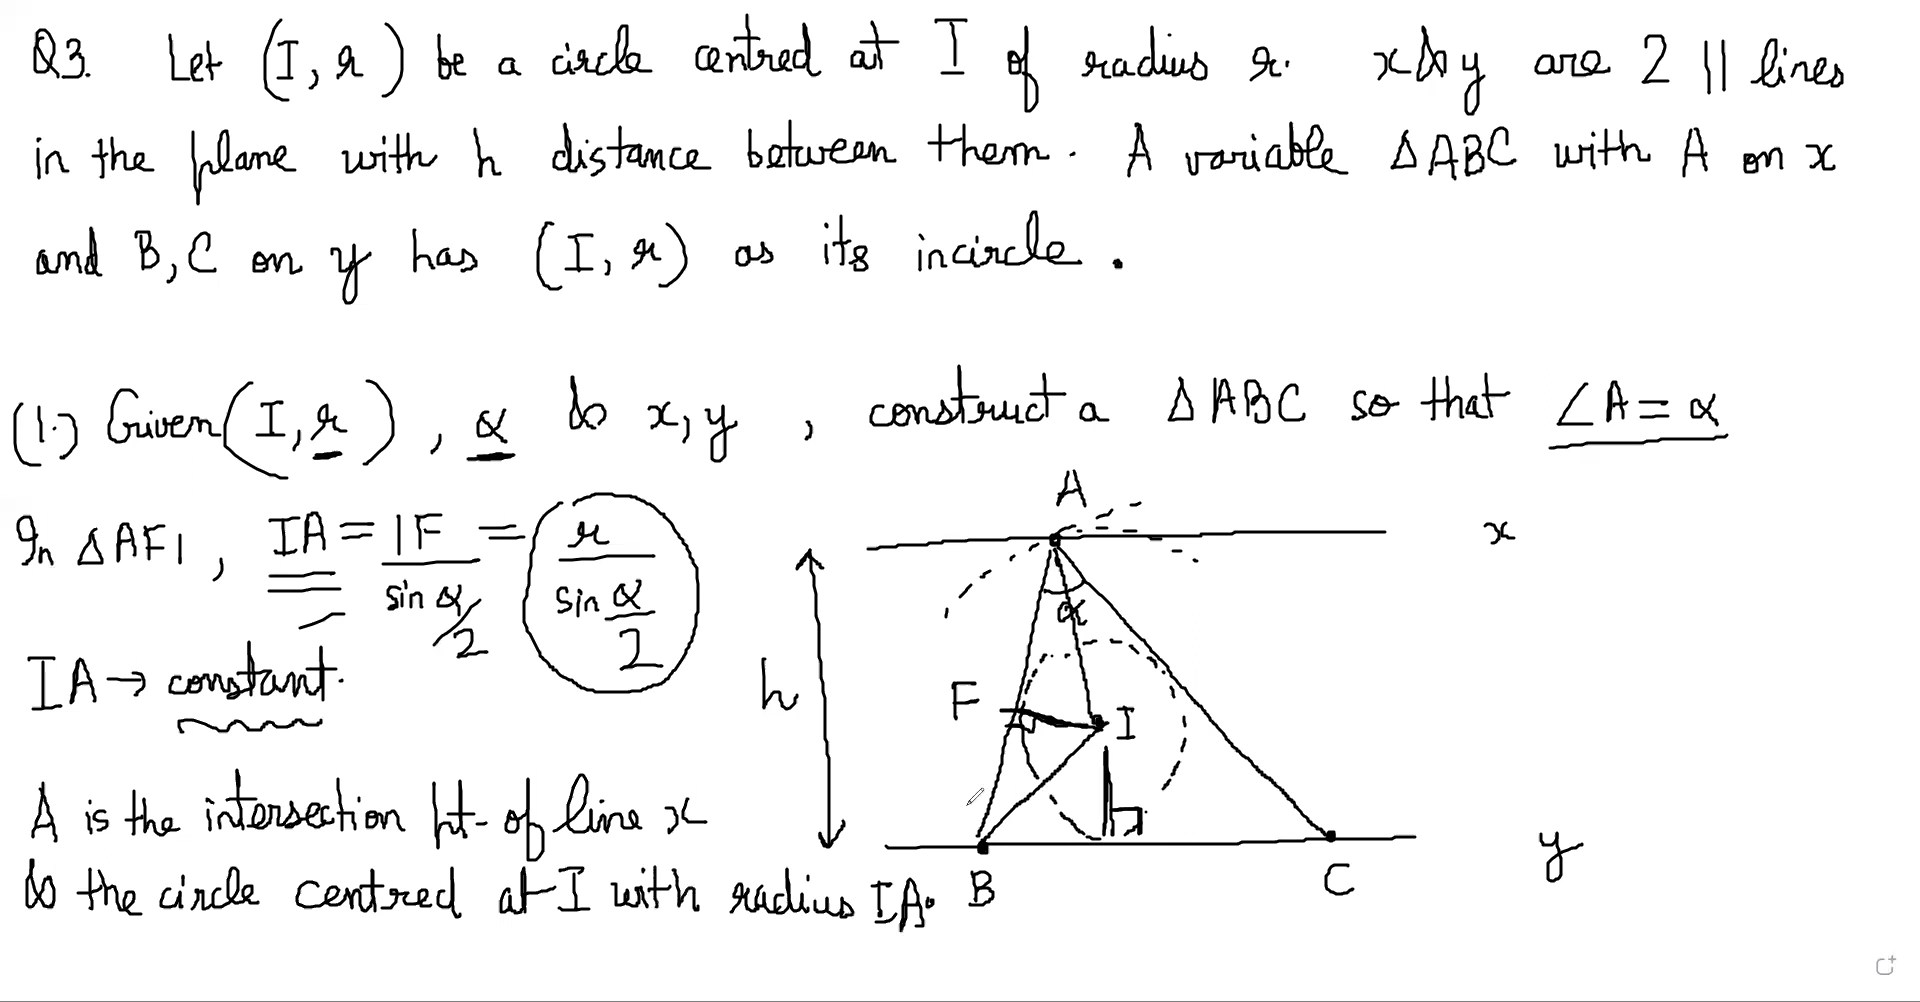 Q3. Let (I, r) be a circle centred at I of radius r. x & y are 2 || lines
in the plane with h distance between them. A variable ΔABC with A on x
and B, C on y has (I, r) as its incircle.
(1.) Given (I, r), α & x, y, construct a ΔABC so that ∠A = α
In ΔAFI, IA = IF / sin α/2 = r / sin α/2
IA → constant.
A is the intersection pt. of line x
& the circle centred at I with radius IA.
A
x
α
h
F
I
B
C
y